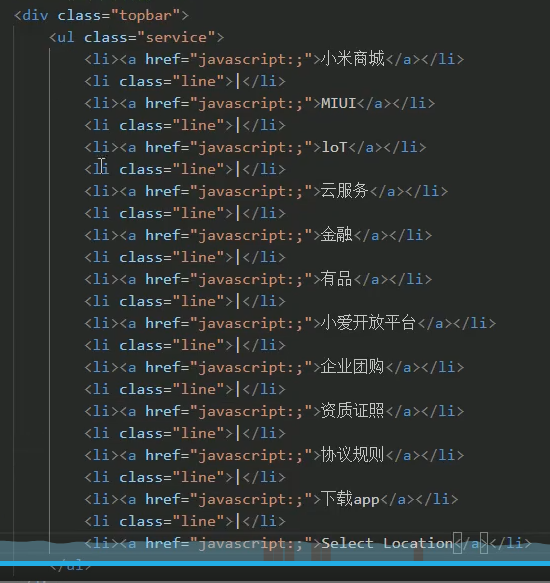 <div class="topbar">
<ul class="service">
<li><a href="javascript:;">小米商城</a></li>
<li class="line">|</li>
<li><a href="javascript:;">MIUI</a></li>
<li class="line">|</li>
<li><a href="javascript:;">loT</a></li>
<li class="line">|</li>
<li><a href="javascript:;">云服务</a></li>
<li class="line">|</li>
<li><a href="javascript:;">金融</a></li>
<li class="line">|</li>
<li><a href="javascript:;">有品</a></li>
<li class="line">|</li>
<li><a href="javascript:;">小爱开放平台</a></li>
<li class="line">|</li>
<li><a href="javascript:;">企业团购</a></li>
<li class="line">|</li>
<li><a href="javascript:;">资质证照</a></li>
<li class="line">|</li>
<li><a href="javascript:;">协议规则</a></li>
<li class="line">|</li>
<li><a href="javascript:;">下载app</a></li>
<li class="line">|</li>
<li><a href="javascript:;">Select Location</a></li>
</ul>